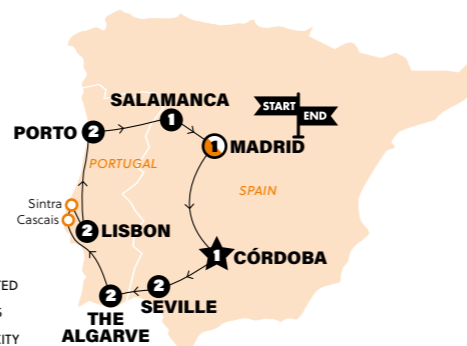 START
END
SALAMANCA
1
PORTO
2
1
MADRID
PORTUGAL
SPAIN
Sintra
Cascais
2
LISBON
1
CÓRDOBA
2
SEVILLE
2
THE
ALGARVE